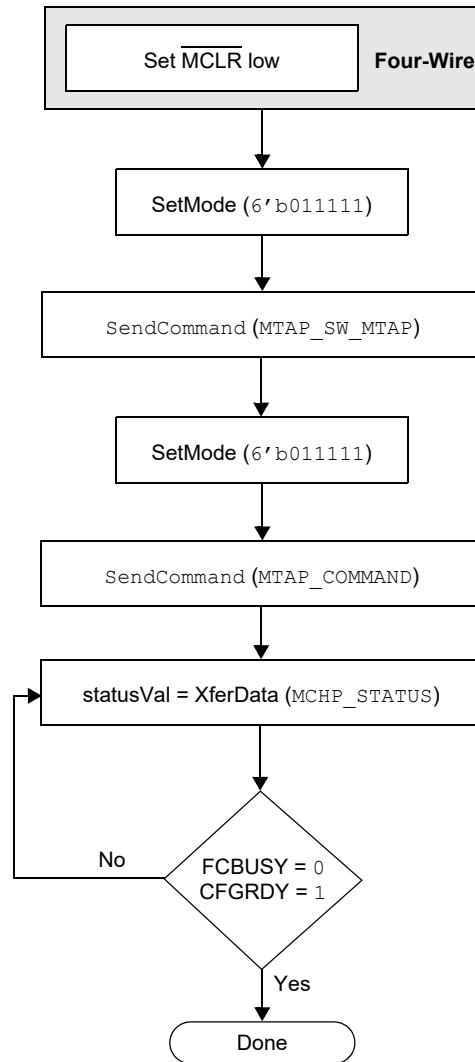 Set MCLR low Four-Wire
SetMode (6’b011111)
SendCommand (MTAP_SW_MTAP)
SetMode (6’b011111)
SendCommand (MTAP_COMMAND)
statusVal = XferData (MCHP_STATUS)
No
FCBUSY = 0
CFGRDY = 1
Yes
Done